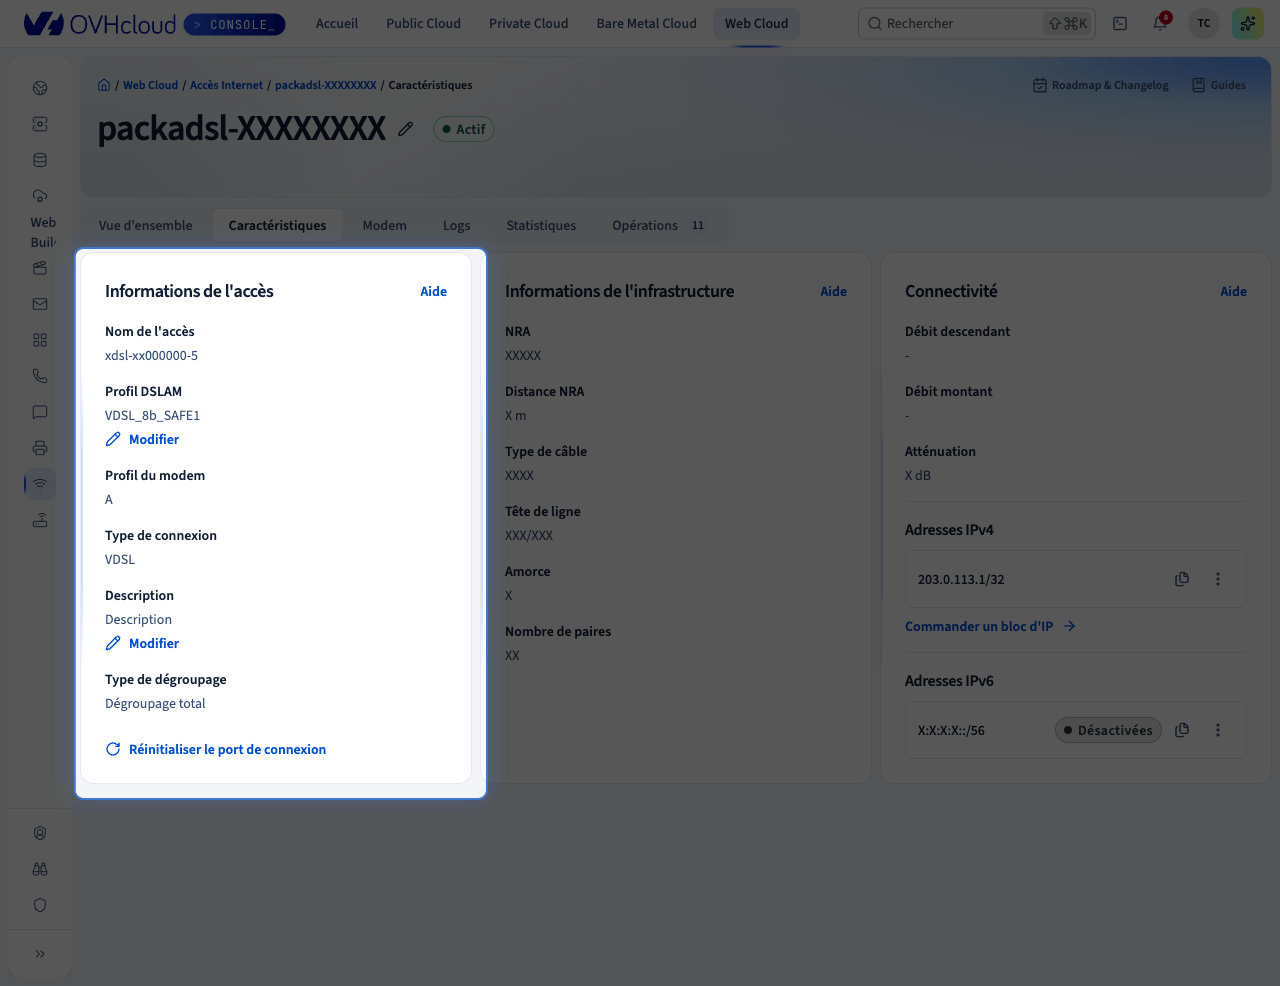 OVHcloud > CONSOLE_
Accueil Public Cloud Private Cloud Bare Metal Cloud Web Cloud
Rechercher ⇧⌘K
8
TC
/ Web Cloud / Accès Internet / packadsl-XXXXXXXX / Caractéristiques
Roadmap & Changelog Guides
packadsl-XXXXXXXX
Actif
Vue d'ensemble Caractéristiques Modem Logs Statistiques Opérations 11
Web
Buil
Informations de l'accès Aide
Nom de l'accès
xdsl-xx000000-5
Profil DSLAM
VDSL_8b_SAFE1
Modifier
Profil du modem
A
Type de connexion
VDSL
Description
Description
Modifier
Type de dégroupage
Dégroupage total
Réinitialiser le port de connexion
Informations de l'infrastructure Aide
NRA
XXXXX
Distance NRA
X m
Type de câble
XXXX
Tête de ligne
XXX/XXX
Amorce
X
Nombre de paires
XX
Connectivité Aide
Débit descendant
-
Débit montant
-
Atténuation
X dB
Adresses IPv4
203.0.113.1/32
Commander un bloc d'IP
Adresses IPv6
X:X:X:X::/56 Désactivées